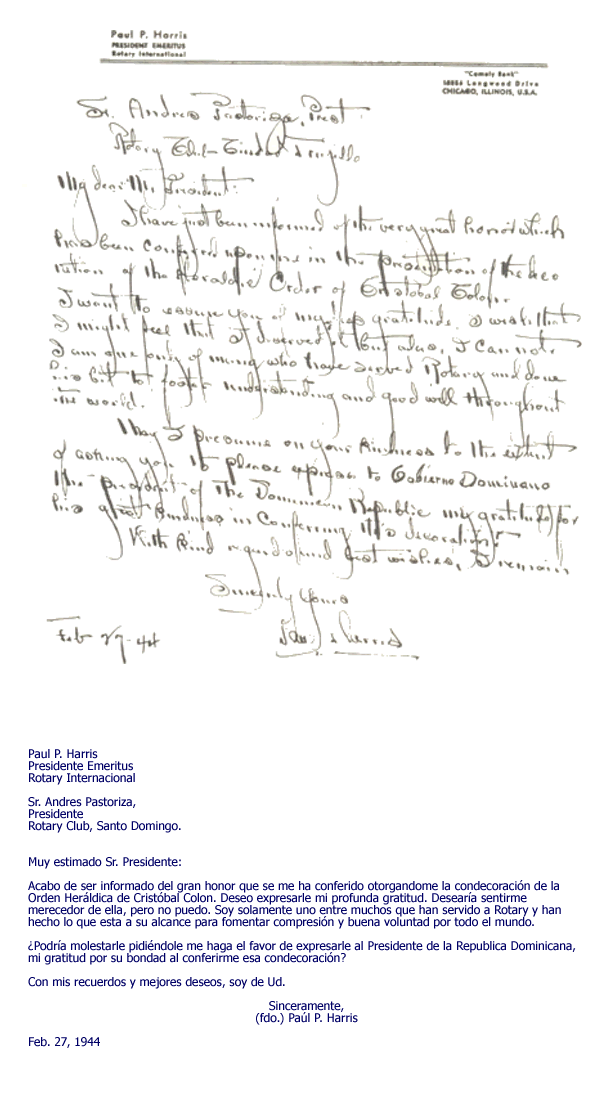 Paul P. Harris
PRESIDENT EMERITUS
Rotary International
"Comely Bank"
10856 Longwood Drive
CHICAGO, ILLINOIS, U.S.A.
Sr. Andres Pastoriza, Prest
Rotary Club Ciudad Trujillo
My dear Mr. President:
I have just been informed of the very great honor which
has been conferred upon me in the
ration of the Heraldic Order of Cristobal Colon.
I want to assure you of my deep gratitude. I wish that
I might feel that I deserved it but alas, I can not.
I am one only of many who have served Rotary and done
his bit to foster understanding and good will throughout
the world.
May I presume on your kindness to the extent
of asking you to please express to Gobierno Dominicano
the president of the Dominican Republic my gratitude for
his great kindness in conferring this decoration?
With kind regards and best wishes, I remain
Sincerely Yours
Paul P. Harris
Feb 27-44
Paul P. Harris
Presidente Emeritus
Rotary Internacional
Sr. Andres Pastoriza,
Presidente
Rotary Club, Santo Domingo.
Muy estimado Sr. Presidente:
Acabo de ser informado del gran honor que se me ha conferido otorgandome la condecoración de la
Orden Heráldica de Cristóbal Colon. Deseo expresarle mi profunda gratitud. Desearía sentirme
merecedor de ella, pero no puedo. Soy solamente uno entre muchos que han servido a Rotary y han
hecho lo que esta a su alcance para fomentar compresión y buena voluntad por todo el mundo.
¿Podría molestarle pidiéndole me haga el favor de expresarle al Presidente de la Republica Dominicana,
mi gratitud por su bondad al conferirme esa condecoración?
Con mis recuerdos y mejores deseos, soy de Ud.
Sinceramente,
(fdo.) Paúl P. Harris
Feb. 27, 1944